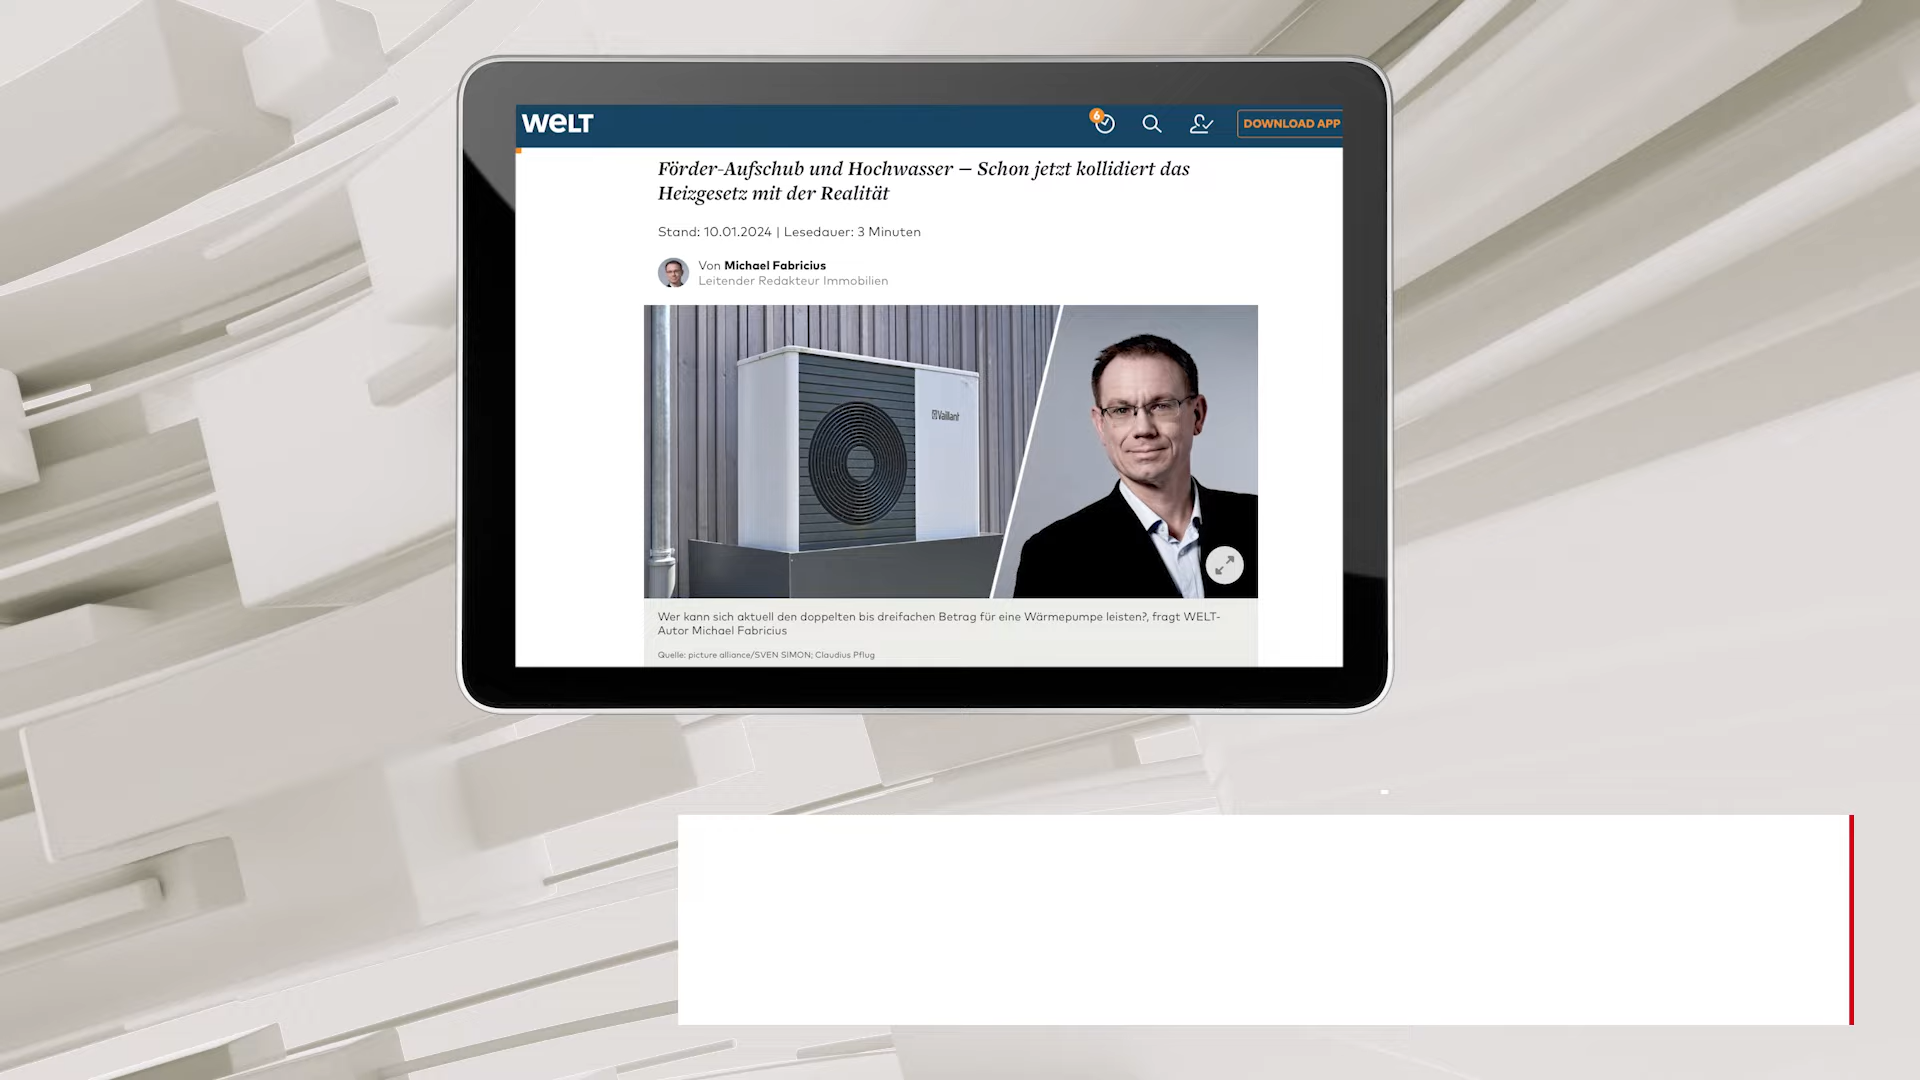 WELT
6
DOWNLOAD APP
Förder-Aufschub und Hochwasser – Schon jetzt kollidiert das
Heizgesetz mit der Realität
Stand: 10.01.2024 | Lesedauer: 3 Minuten
Von Michael Fabricius
Leitender Redakteur Immobilien
Vaillant
Wer kann sich aktuell den doppelten bis dreifachen Betrag für eine Wärmepumpe leisten?, fragt WELT-
Autor Michael Fabricius
Quelle: picture alliance/SVEN SIMON; Claudius Pflug